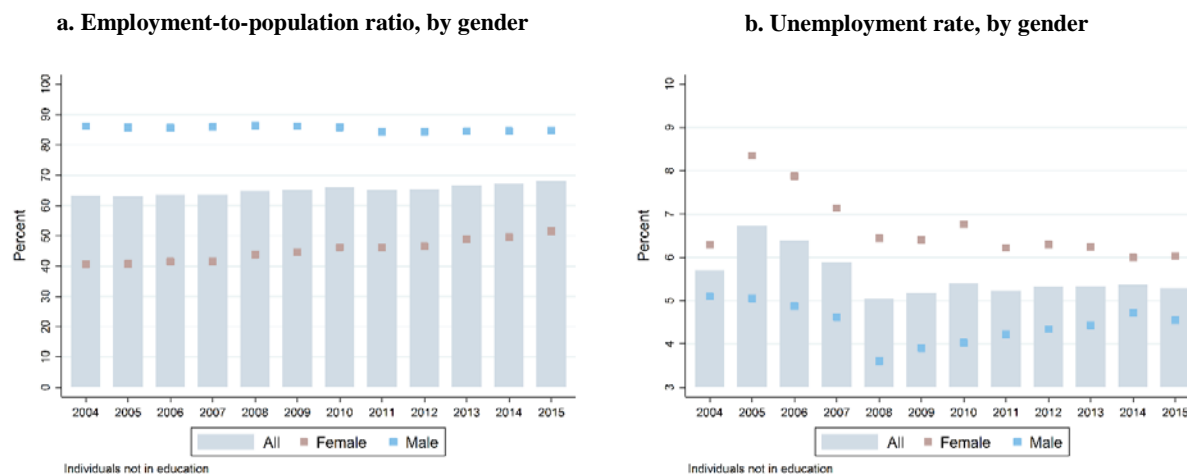 a. Employment-to-population ratio, by gender
Percent
100
90
80
70
60
50
40
30
20
10
0
2004 2005 2006 2007 2008 2009 2010 2011 2012 2013 2014 2015
All Female Male
Individuals not in education
b. Unemployment rate, by gender
Percent
10
9
8
7
6
5
4
3
2004 2005 2006 2007 2008 2009 2010 2011 2012 2013 2014 2015
All Female Male
Individuals not in education